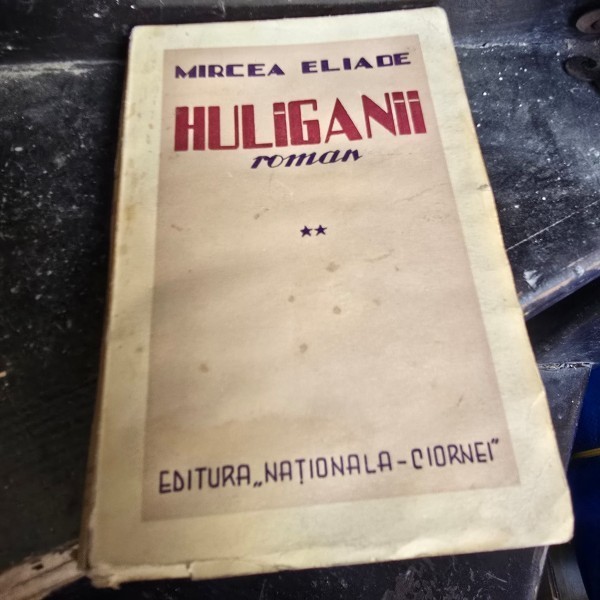 MIRCEA ELIADE
HULiGANii
roman
★★
EDITURA „NAȚIONALA - CIORNEI"